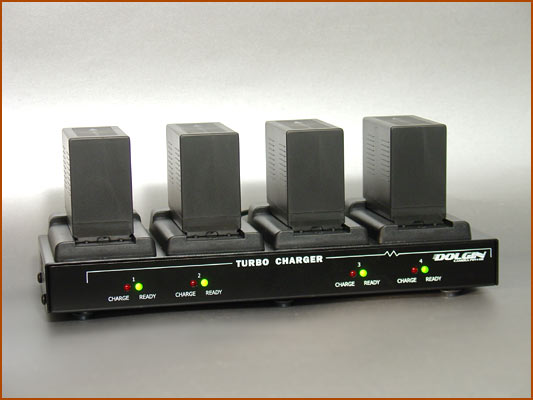 TURBO CHARGER
DOLGIN
1 2 3 4
CHARGE READY CHARGE READY CHARGE READY CHARGE READY